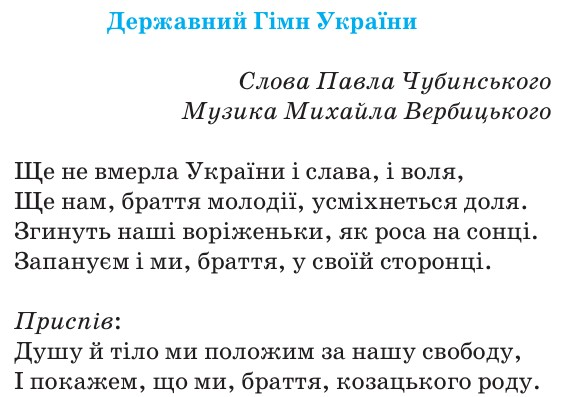 Державний Гімн України
Слова Павла Чубинського
Музика Михайла Вербицького
Ще не вмерла України і слава, і воля,
Ще нам, браття молодії, усміхнеться доля.
Згинуть наші воріженьки, як роса на сонці.
Запануєм і ми, браття, у своїй сторонці.
Приспів:
Душу й тіло ми положим за нашу свободу,
І покажем, що ми, браття, козацького роду.